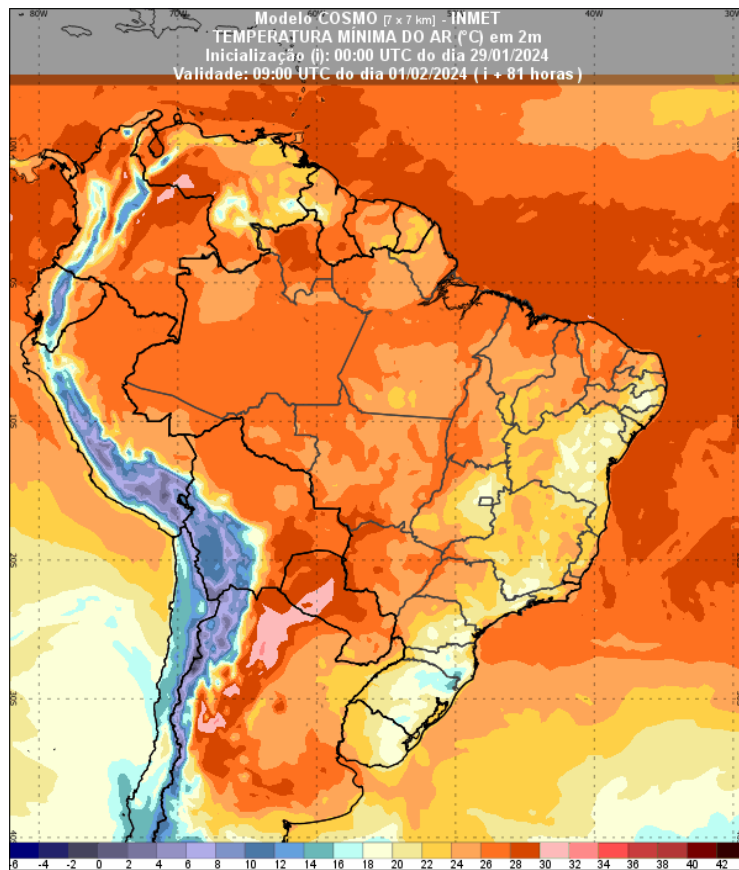 Modelo COSMO [7 x 7 km] - INMET
TEMPERATURA MÍNIMA DO AR (°C) em 2m
Inicialização (i): 00:00 UTC do dia 29/01/2024
Validade: 09:00 UTC do dia 01/02/2024 ( i + 81 horas )
80W 70W 60W 50W 40W 30W
-6 -4 -2 0 2 4 6 8 10 12 14 16 18 20 22 24 26 28 30 32 34 36 38 40 42